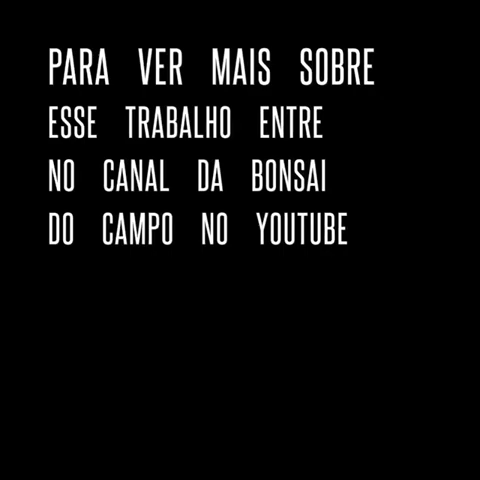 PARA VER MAIS SOBRE
ESSE TRABALHO ENTRE
NO CANAL DA BONSAI
DO CAMPO NO YOUTUBE